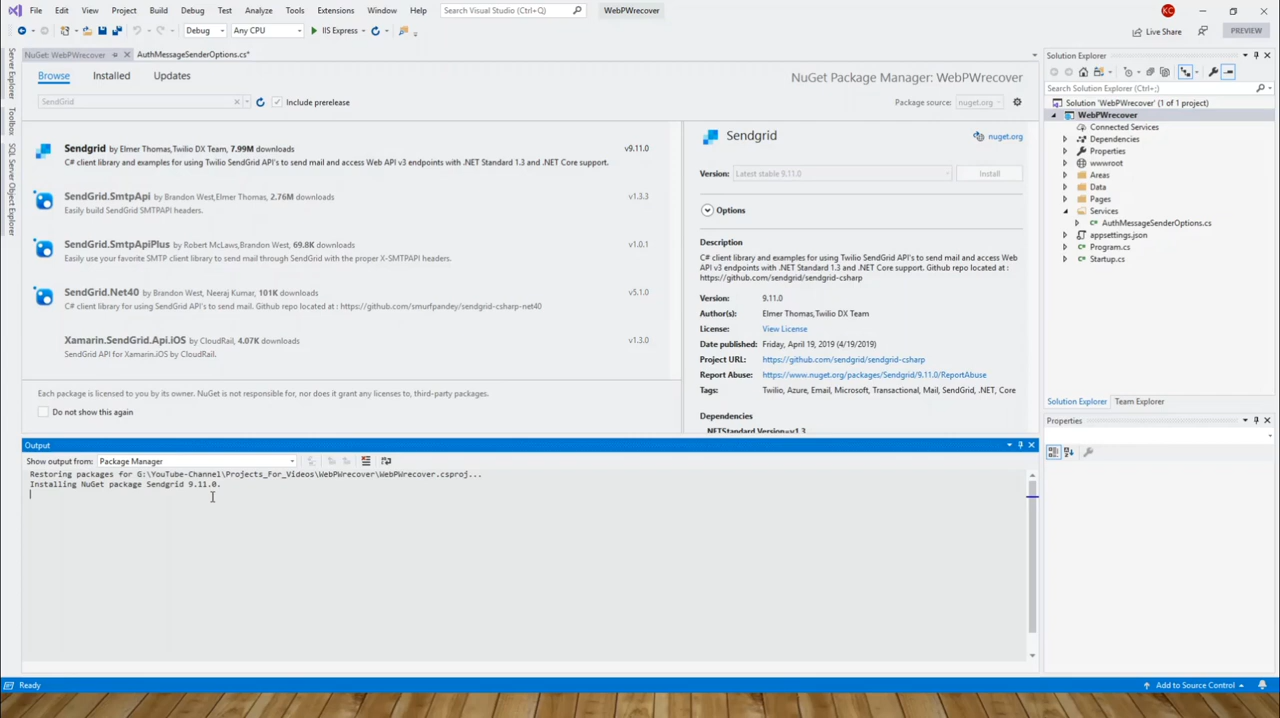 File Edit View Project Build Debug Test Analyze Tools Extensions Window Help Search Visual Studio (Ctrl+Q) WebPWrecover KC
Debug Any CPU IIS Express Live Share PREVIEW
NuGet: WebPWrecover AuthMessageSenderOptions.cs*
Server Explorer
Toolbox
SQL Server Object Explorer
Browse Installed Updates
NuGet Package Manager: WebPWrecover
SendGrid Include prerelease
Package source: nuget.org
Sendgrid by Elmer Thomas,Twilio DX Team, 7.99M downloads v9.11.0
C# client library and examples for using Twilio SendGrid API's to send mail and access Web API v3 endpoints with .NET Standard 1.3 and .NET Core support.
SendGrid.SmtpApi by Brandon West,Elmer Thomas, 2.76M downloads v1.3.3
Easily build SendGrid SMTPAPI headers.
SendGrid.SmtpApiPlus by Robert McLaws,Brandon West, 69.8K downloads v1.0.1
Easily use your favorite SMTP client library to send mail through SendGrid with the proper X-SMTPAPI headers.
SendGrid.Net40 by Brandon West, Neeraj Kumar, 101K downloads v5.1.0
C# client library for using SendGrid API's to send mail. Github repo located at : https://github.com/smurfpandey/sendgrid-csharp-net40
Xamarin.SendGrid.Api.iOS by CloudRail, 4.07K downloads v1.3.0
SendGrid API for Xamarin.iOS by CloudRail.
Each package is licensed to you by its owner. NuGet is not responsible for, nor does it grant any licenses to, third-party packages.
Do not show this again
Sendgrid nuget.org
Version: Latest stable 9.11.0 Install
Options
Description
C# client library and examples for using Twilio SendGrid API's to send mail and access Web
API v3 endpoints with .NET Standard 1.3 and .NET Core support. Github repo located at :
https://github.com/sendgrid/sendgrid-csharp
Version: 9.11.0
Author(s): Elmer Thomas,Twilio DX Team
License: View License
Date published: Friday, April 19, 2019 (4/19/2019)
Project URL: https://github.com/sendgrid/sendgrid-csharp
Report Abuse: https://www.nuget.org/packages/Sendgrid/9.11.0/ReportAbuse
Tags: Twilio, Azure, Email, Microsoft, Transactional, Mail, SendGrid, .NET, Core
Dependencies
.NETStandard,Version=v1.3
Solution Explorer
Search Solution Explorer (Ctrl+;)
Solution 'WebPWrecover' (1 of 1 project)
WebPWrecover
Connected Services
Dependencies
Properties
wwwroot
Areas
Data
Pages
Services
AuthMessageSenderOptions.cs
appsettings.json
Program.cs
Startup.cs
Solution Explorer Team Explorer
Properties
Output
Show output from: Package Manager
Restoring packages for G:\YouTube-Channel\Projects_For_Videos\WebPWrecover\WebPWrecover.csproj...
Installing NuGet package Sendgrid 9.11.0.
Ready Add to Source Control